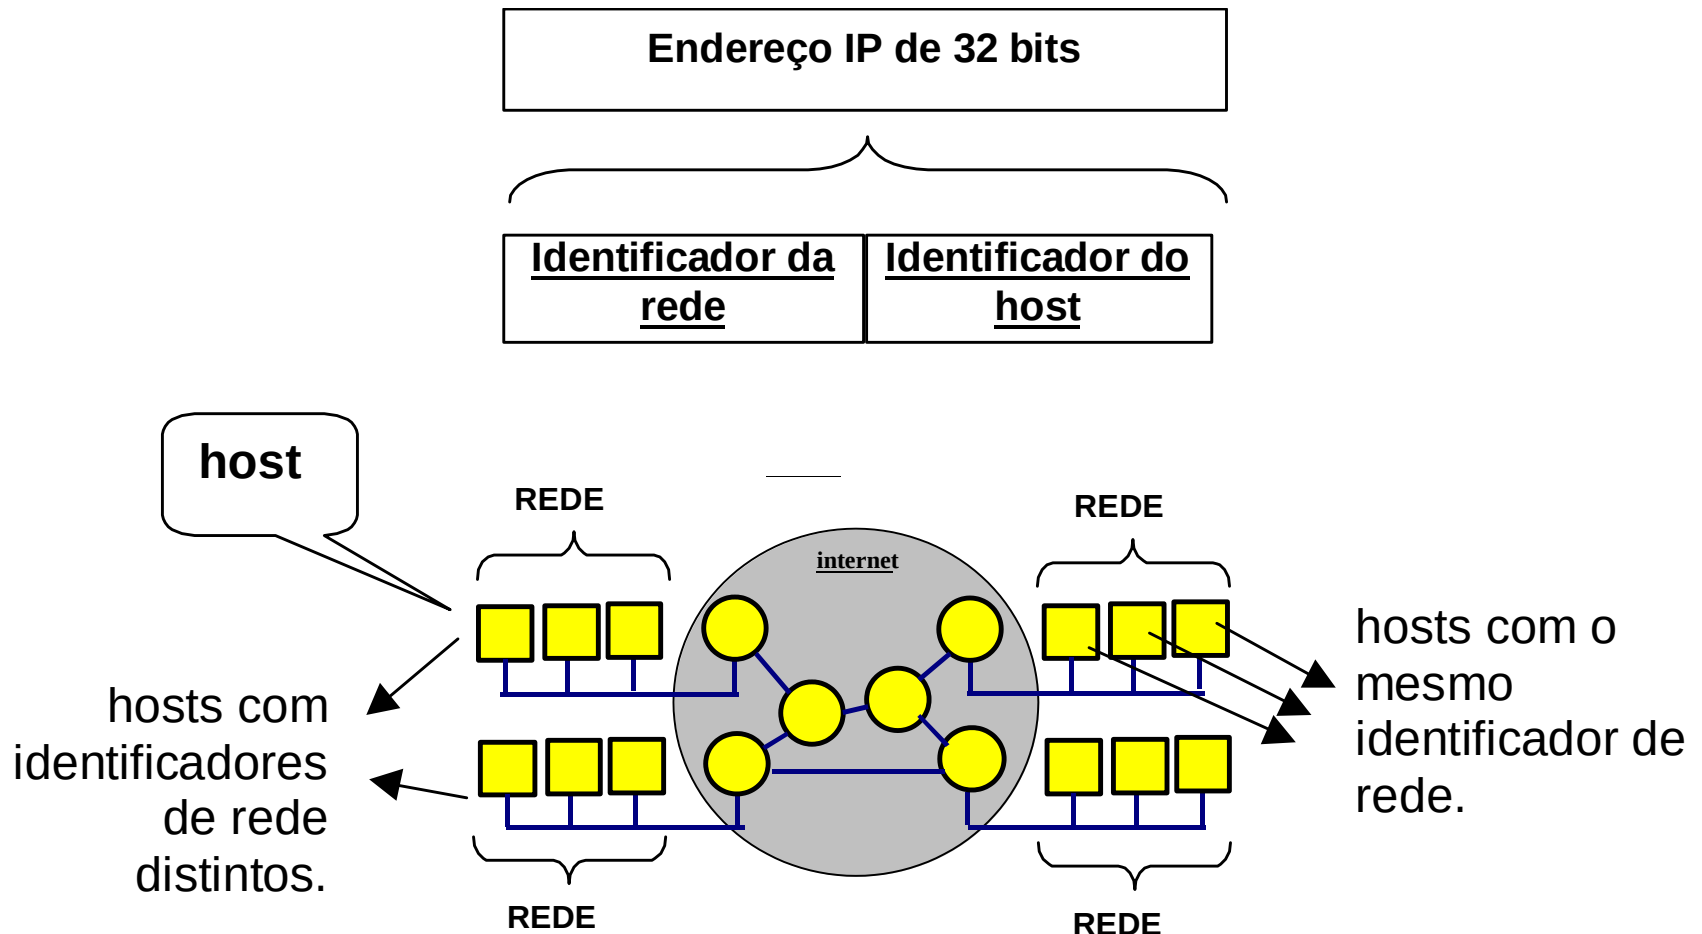 Endereço IP de 32 bits
Identificador da
rede
Identificador do
host
host
REDE
REDE
internet
hosts com
identificadores
de rede
distintos.
hosts com o
mesmo
identificador de
rede.
REDE
REDE